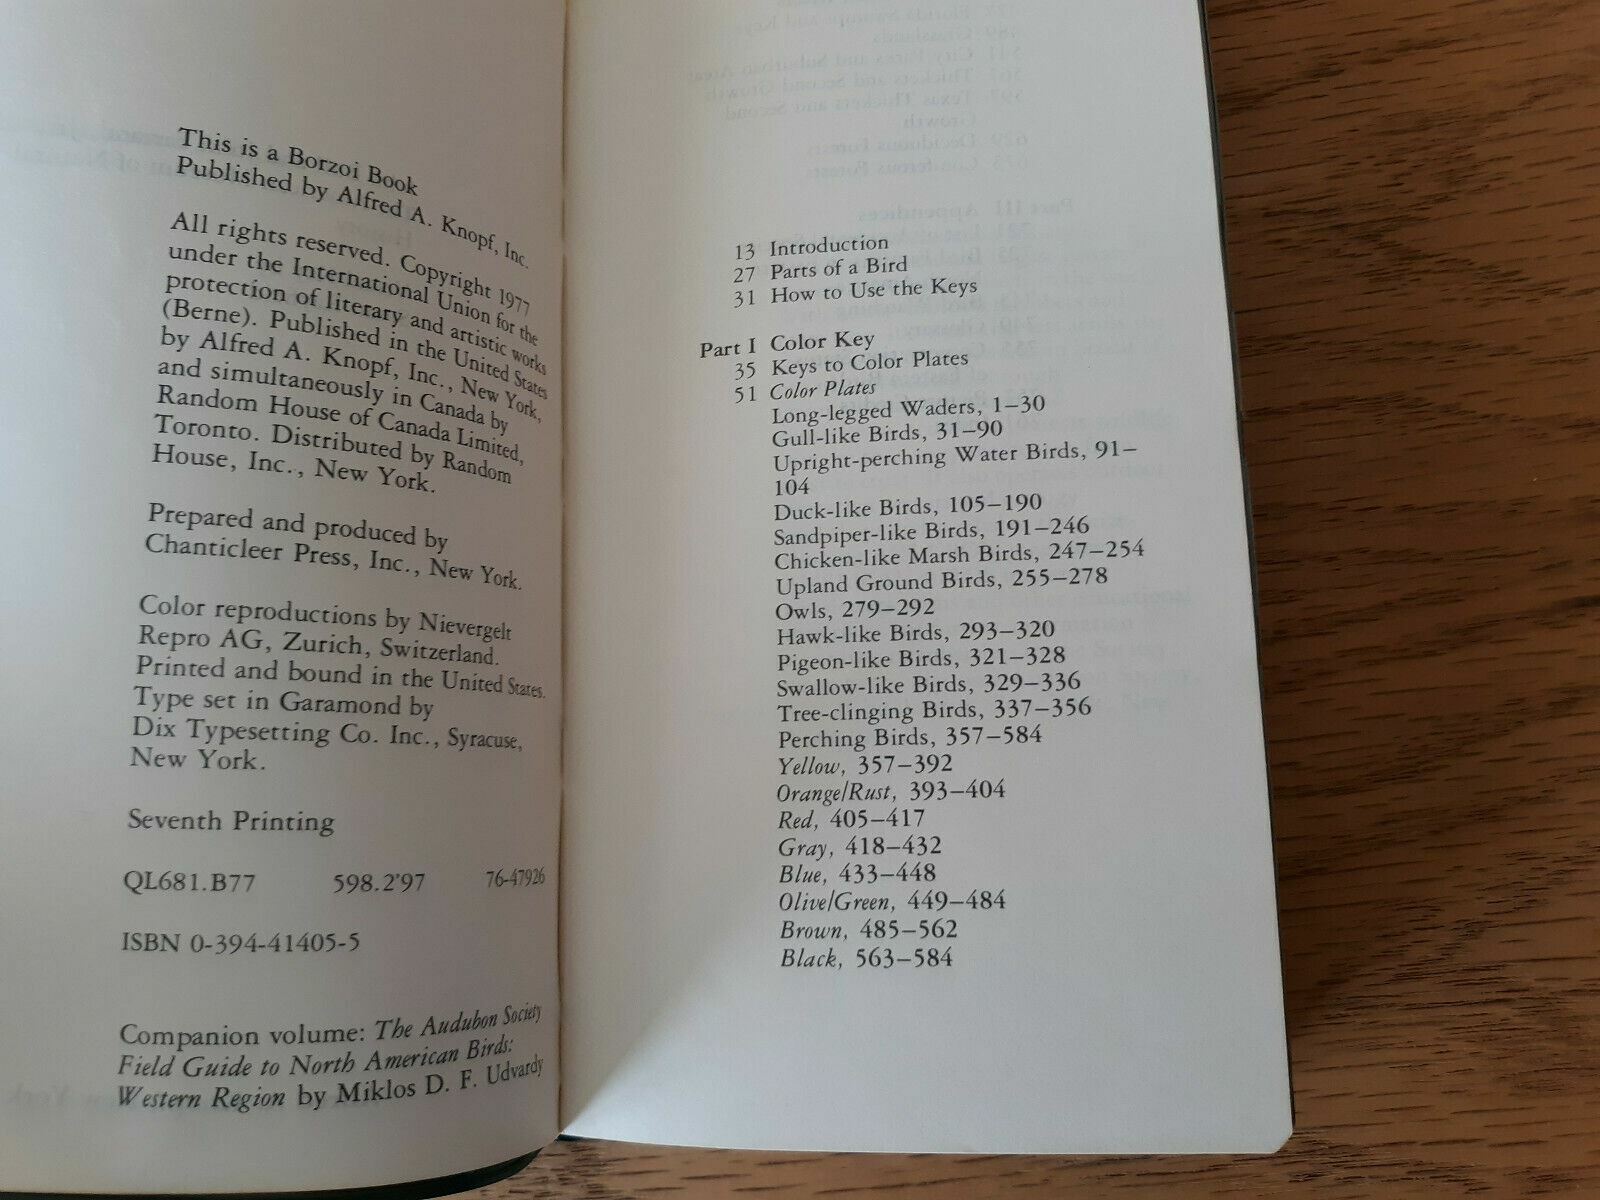 This is a Borzoi Book
Published by Alfred A. Knopf, Inc.
All rights reserved. Copyright 1977
under the International Union for the
protection of literary and artistic works
(Berne). Published in the United States
by Alfred A. Knopf, Inc., New York,
and simultaneously in Canada by
Random House of Canada Limited,
Toronto. Distributed by Random
House, Inc., New York.
Prepared and produced by
Chanticleer Press, Inc., New York.
Color reproductions by Nievergelt
Repro AG, Zurich, Switzerland.
Printed and bound in the United States.
Type set in Garamond by
Dix Typesetting Co. Inc., Syracuse,
New York.
Seventh Printing
QL681.B77 598.2'97 76-47926
ISBN 0-394-41405-5
Companion volume: The Audubon Society
Field Guide to North American Birds:
Western Region by Miklos D. F. Udvardy
13 Introduction
27 Parts of a Bird
31 How to Use the Keys
Part I Color Key
35 Keys to Color Plates
51 Color Plates
Long-legged Waders, 1–30
Gull-like Birds, 31–90
Upright-perching Water Birds, 91–
104
Duck-like Birds, 105–190
Sandpiper-like Birds, 191–246
Chicken-like Marsh Birds, 247–254
Upland Ground Birds, 255–278
Owls, 279–292
Hawk-like Birds, 293–320
Pigeon-like Birds, 321–328
Swallow-like Birds, 329–336
Tree-clinging Birds, 337–356
Perching Birds, 357–584
Yellow, 357–392
Orange/Rust, 393–404
Red, 405–417
Gray, 418–432
Blue, 433–448
Olive/Green, 449–484
Brown, 485–562
Black, 563–584